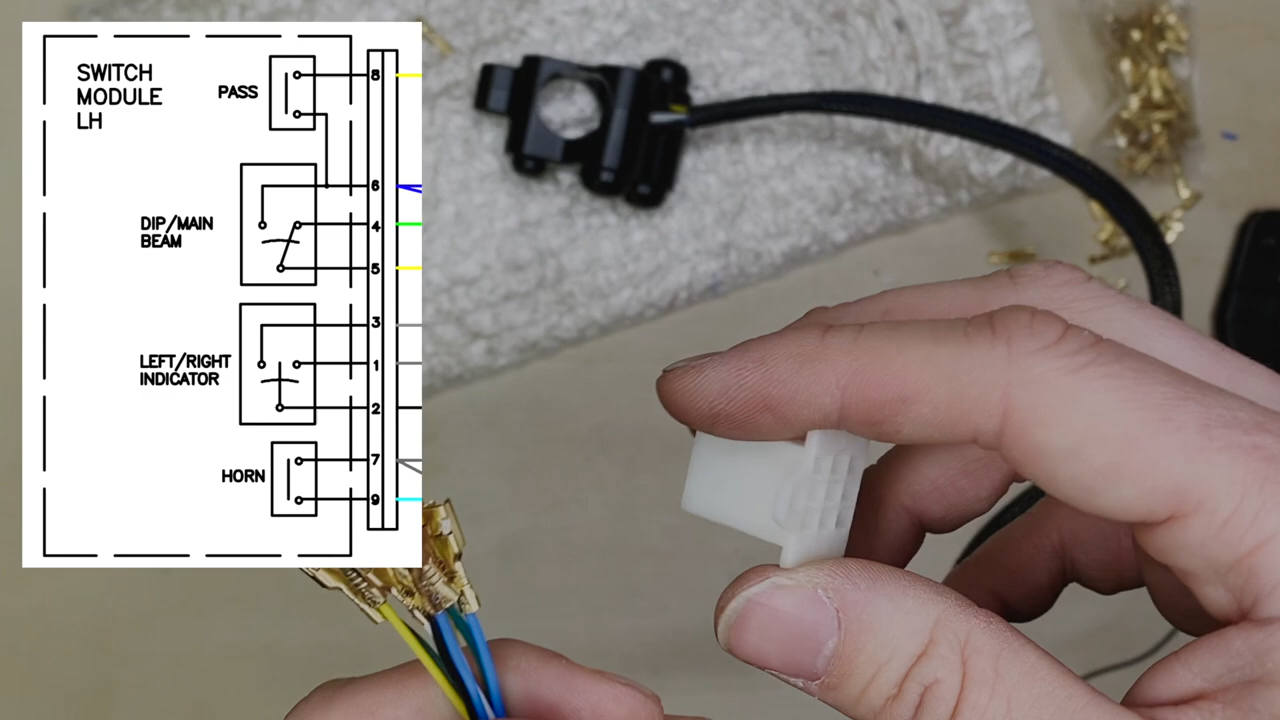 SWITCH
MODULE
LH
PASS
8
6
DIP/MAIN
BEAM
4
5
3
LEFT/RIGHT
INDICATOR
1
2
HORN
7
9